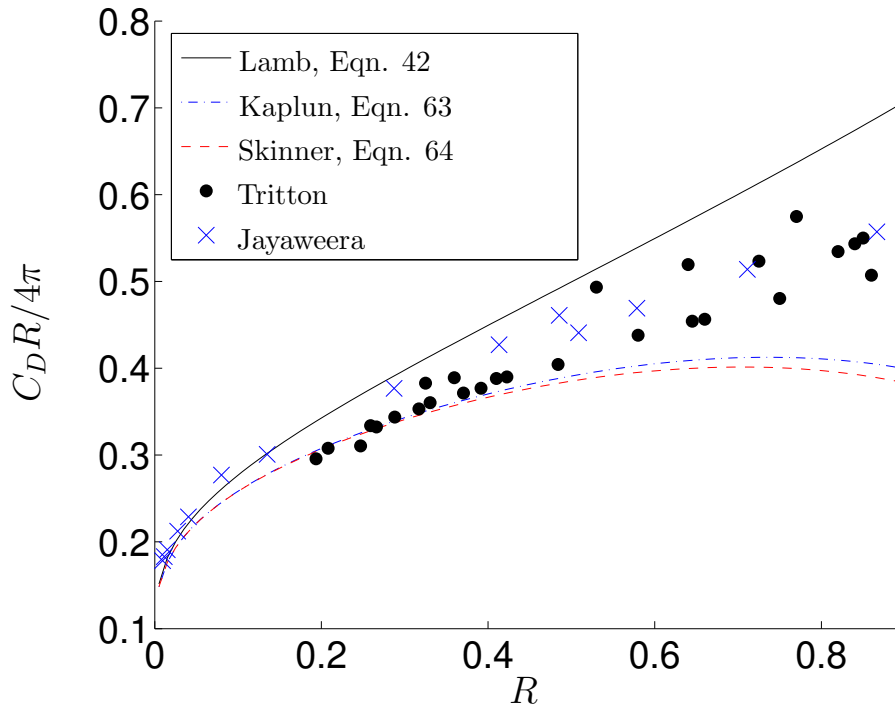 0.8
0.7
0.6
0.5
0.4
0.3
0.2
0.1
C_D R/4π
Lamb, Eqn. 42
Kaplun, Eqn. 63
Skinner, Eqn. 64
Tritton
Jayaweera
0 0.2 0.4 0.6 0.8
R